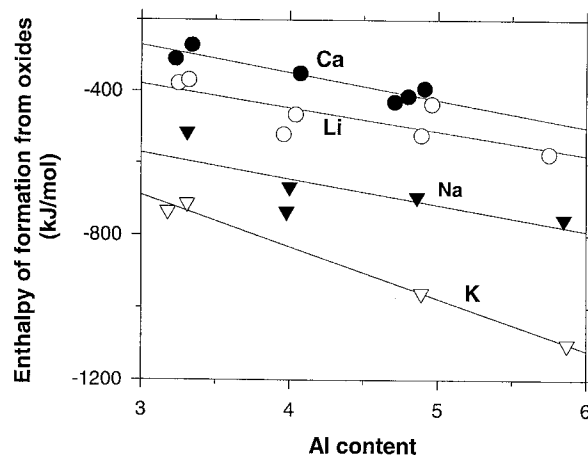 Enthalpy of formation from oxides
(kJ/mol)
-400
-800
-1200
Ca
Li
Na
K
3
4
5
6
Al content